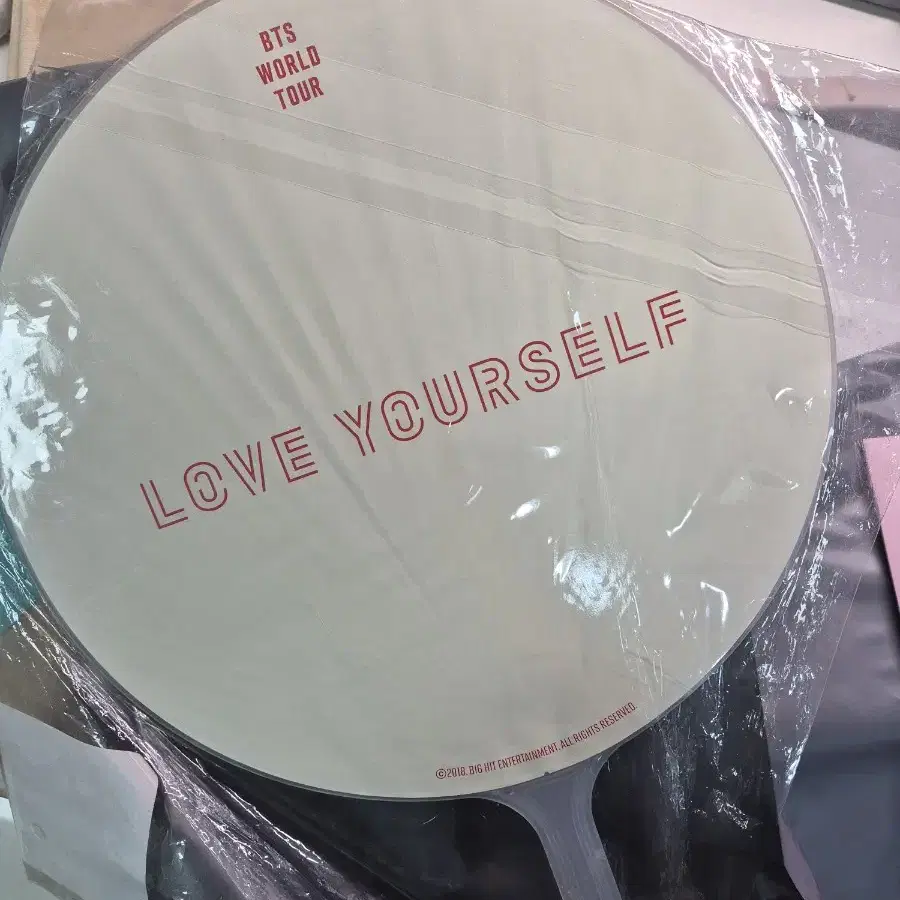 BTS
WORLD
TOUR
LOVE YOURSELF
©2018. BIG HIT ENTERTAINMENT. ALL RIGHTS RESERVED.